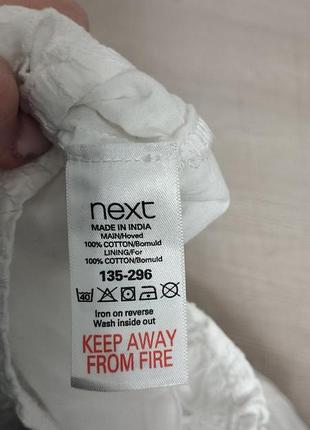 next
MADE IN INDIA
MAIN/Hoved
100% COTTON/Bomuld
LINING/For
100% COTTON/Bomuld
135-296
40
Iron on reverse
Wash inside out
KEEP AWAY
FROM FIRE